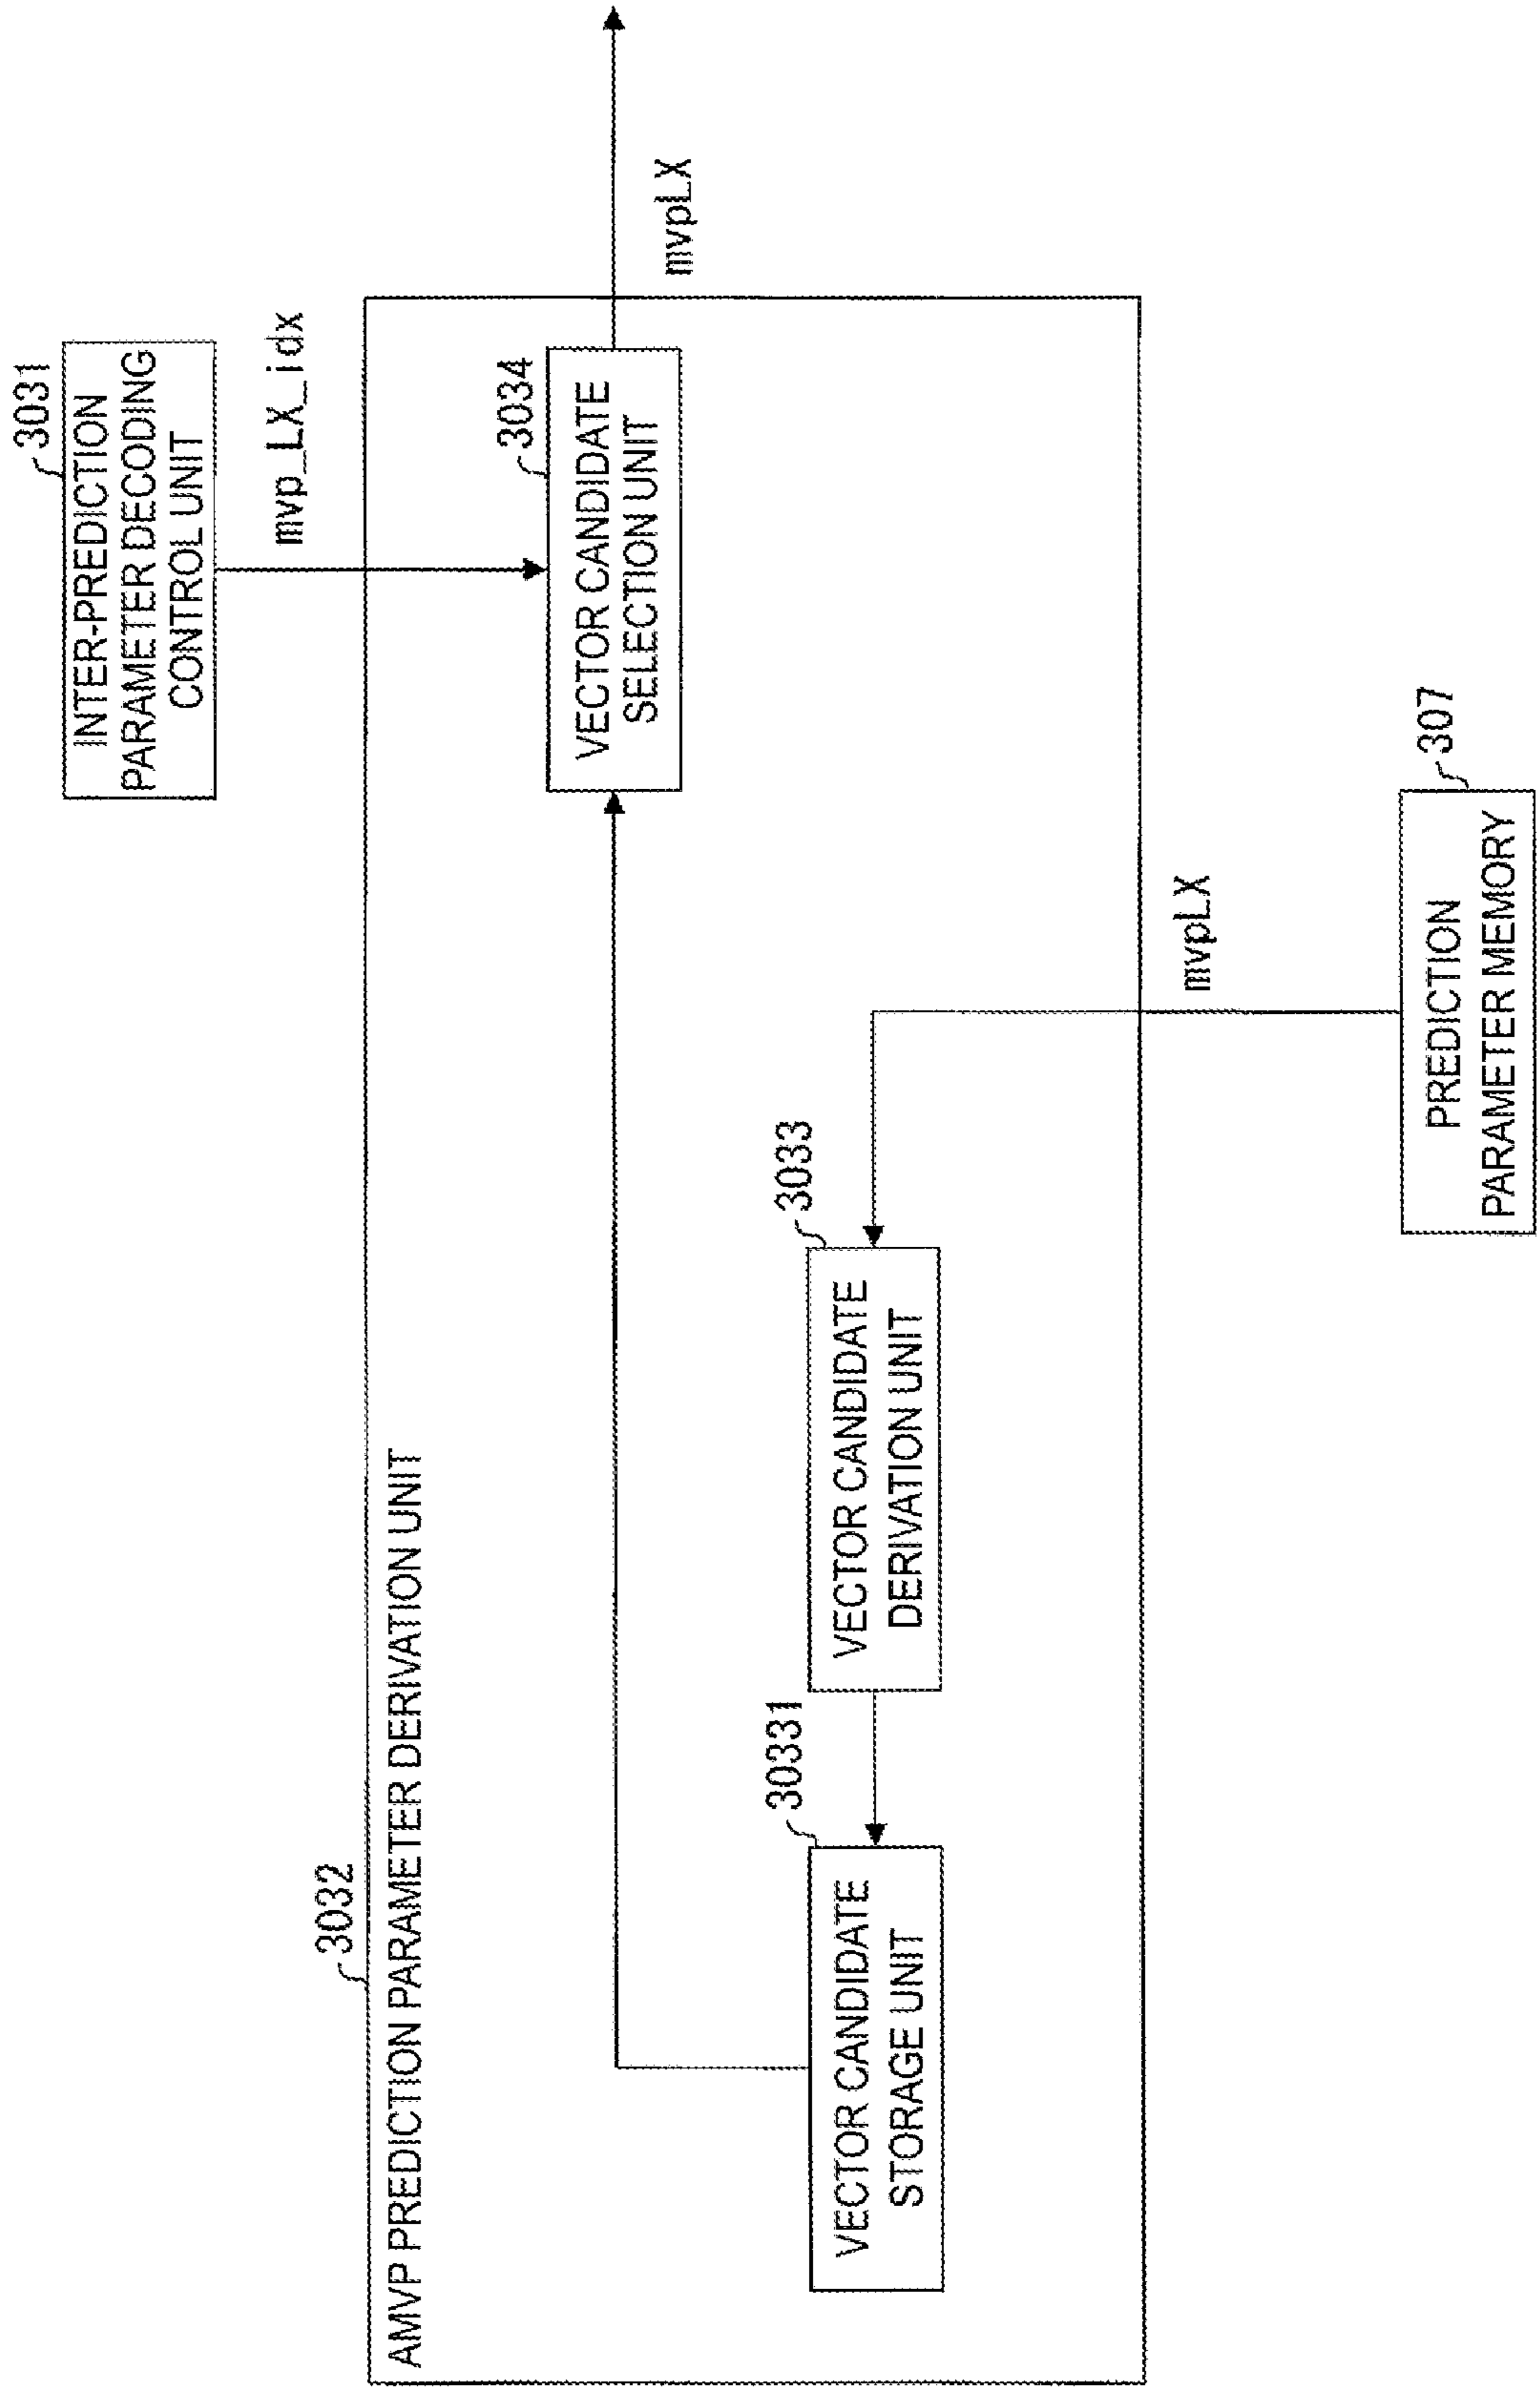 3031
INTER-PREDICTION
PARAMETER DECODING
CONTROL UNIT
mvp_LX_idx
3032
AMVP PREDICTION PARAMETER DERIVATION UNIT
3034
VECTOR CANDIDATE
SELECTION UNIT
mvpLX
30331
VECTOR CANDIDATE
STORAGE UNIT
3033
VECTOR CANDIDATE
DERIVATION UNIT
mvpLX
307
PREDICTION
PARAMETER MEMORY